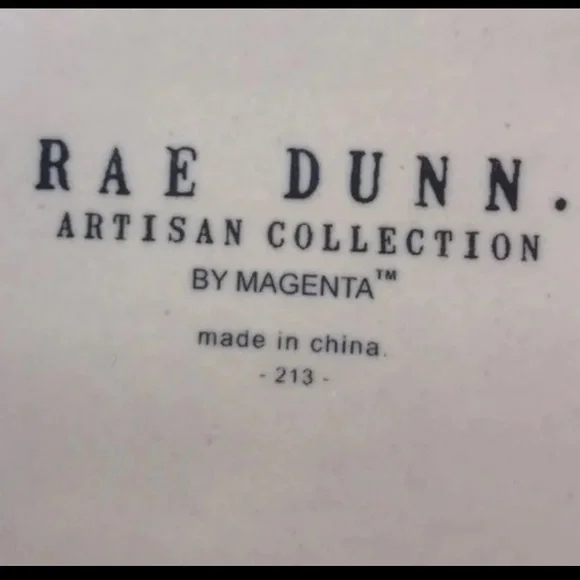 RAE DUNN.
ARTISAN COLLECTION
BY MAGENTA™
made in china.
- 213 -